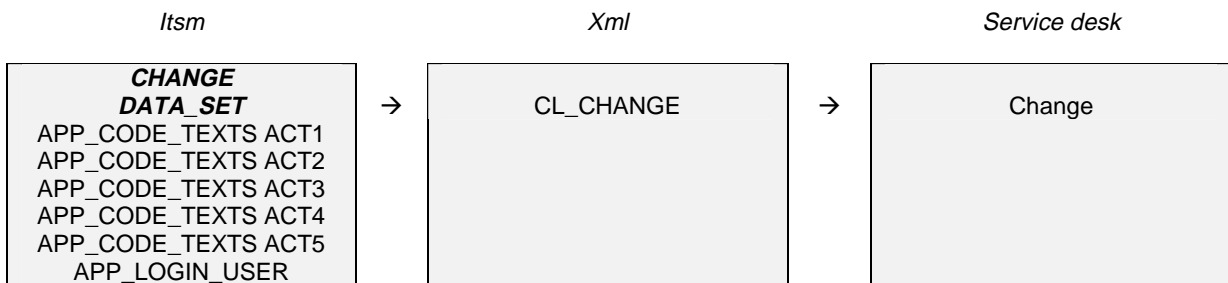 Itsm Xml Service desk
CHANGE
DATA_SET → CL_CHANGE → Change
APP_CODE_TEXTS ACT1
APP_CODE_TEXTS ACT2
APP_CODE_TEXTS ACT3
APP_CODE_TEXTS ACT4
APP_CODE_TEXTS ACT5
APP_LOGIN_USER